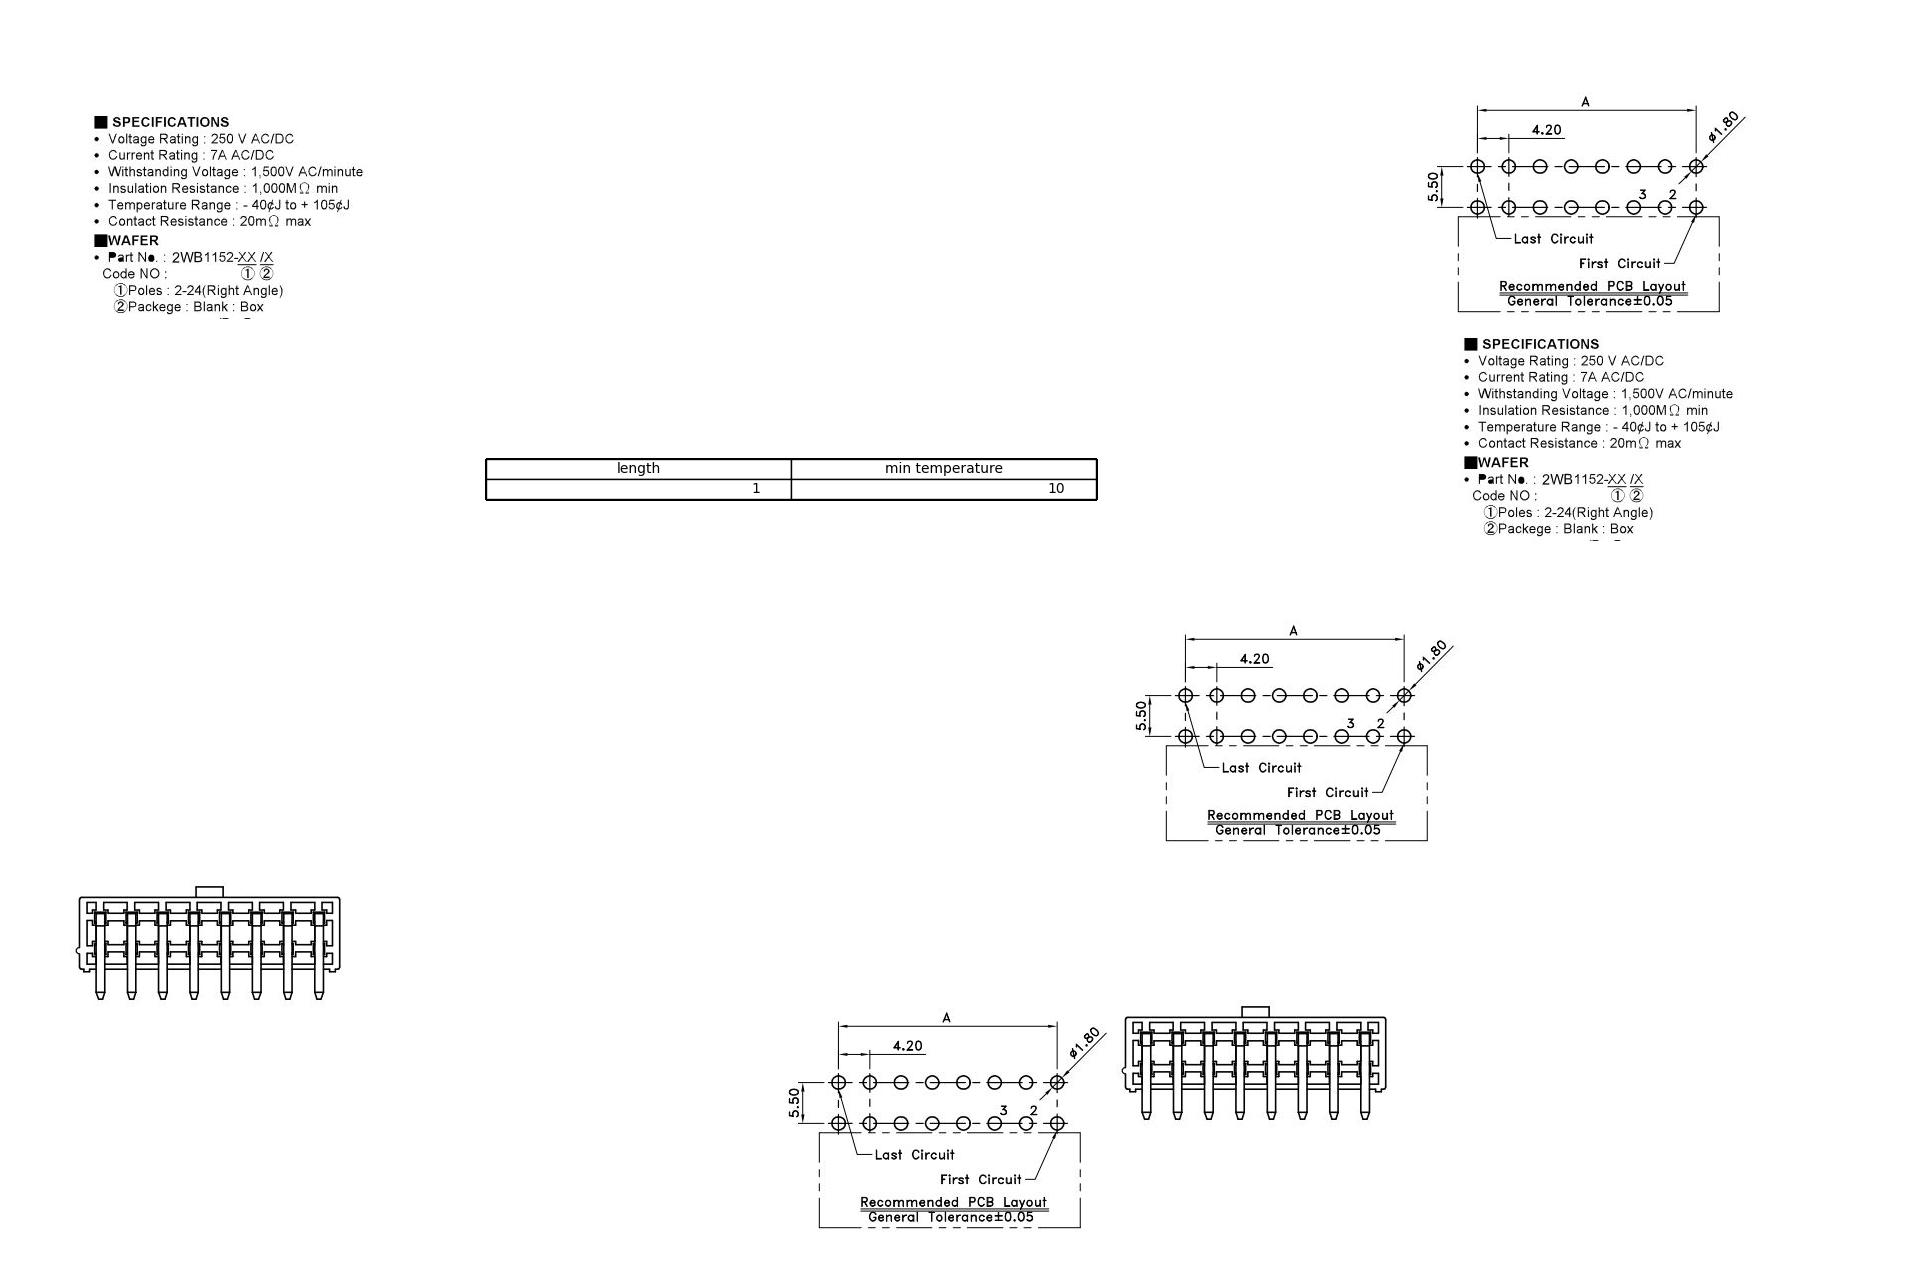 ■ SPECIFICATIONS
• Voltage Rating : 250 V AC/DC
• Current Rating : 7A AC/DC
• Withstanding Voltage : 1,500V AC/minute
• Insulation Resistance : 1,000MΩ min
• Temperature Range : - 40¢J to + 105¢J
• Contact Resistance : 20mΩ max
■WAFER
• Part No. : 2WB1152-XX /X
Code NO : ① ②
①Poles : 2-24(Right Angle)
②Packege : Blank : Box
A
4.20
ø1.80
5.50
3 2
Last Circuit
First Circuit
Recommended PCB Layout
General Tolerance±0.05
■ SPECIFICATIONS
• Voltage Rating : 250 V AC/DC
• Current Rating : 7A AC/DC
• Withstanding Voltage : 1,500V AC/minute
• Insulation Resistance : 1,000MΩ min
• Temperature Range : - 40¢J to + 105¢J
• Contact Resistance : 20mΩ max
■WAFER
• Part No. : 2WB1152-XX /X
Code NO : ① ②
①Poles : 2-24(Right Angle)
②Packege : Blank : Box
length min temperature
1 10
A
4.20
ø1.80
5.50
3 2
Last Circuit
First Circuit
Recommended PCB Layout
General Tolerance±0.05
A
4.20
ø1.80
5.50
3 2
Last Circuit
First Circuit
Recommended PCB Layout
General Tolerance±0.05